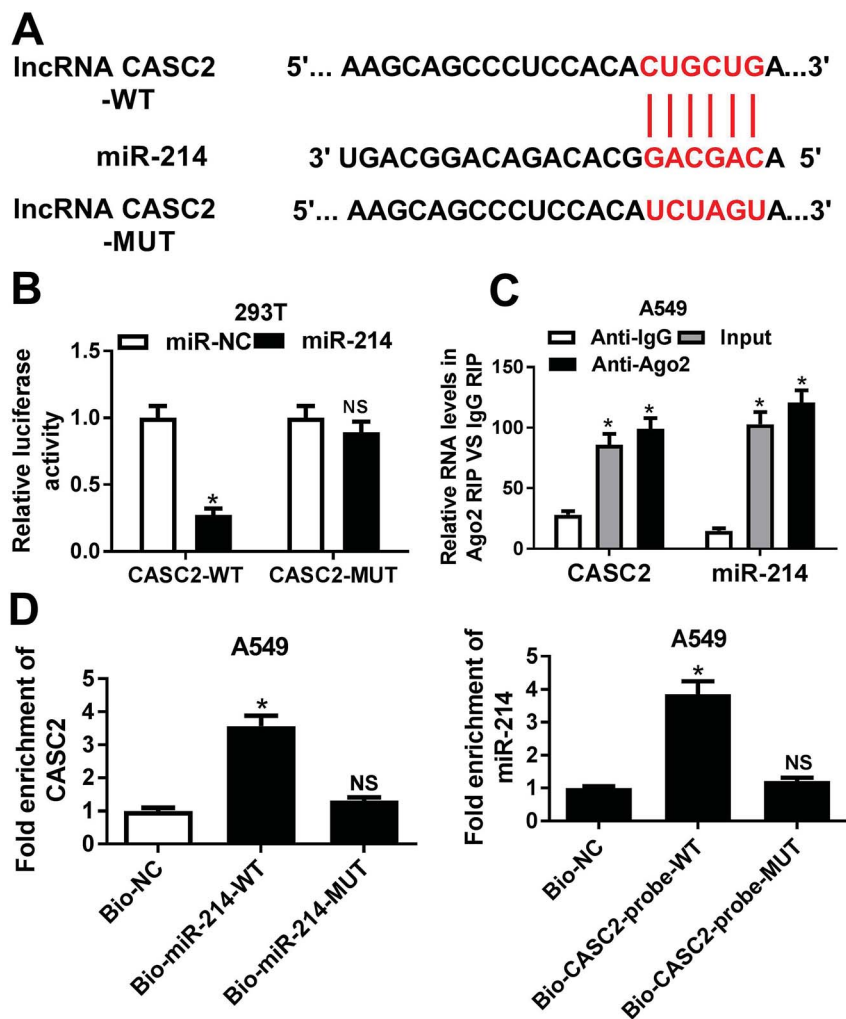 A
lncRNA CASC2
-WT
5'... AAGCAGCCCUCCACACUGCUGA...3'
miR-214
3' UGACGGACAGACACGGACGACA 5'
lncRNA CASC2
-MUT
5'... AAGCAGCCCUCCACAUCUAGUA...3'
B
293T
miR-NC miR-214
Relative luciferase
activity
1.5
1.0
0.5
0.0
*
NS
CASC2-WT CASC2-MUT
C
A549
Anti-IgG Input
Anti-Ago2
Relative RNA levels in
Ago2 RIP VS IgG RIP
150
100
50
0
* * * *
CASC2 miR-214
D
A549
Fold enrichment of
CASC2
5
4
3
2
1
0
*
NS
Bio-NC
Bio-miR-214-WT
Bio-miR-214-MUT
A549
Fold enrichment of
miR-214
5
4
3
2
1
0
*
NS
Bio-NC
Bio-CASC2-probe-WT
Bio-CASC2-probe-MUT